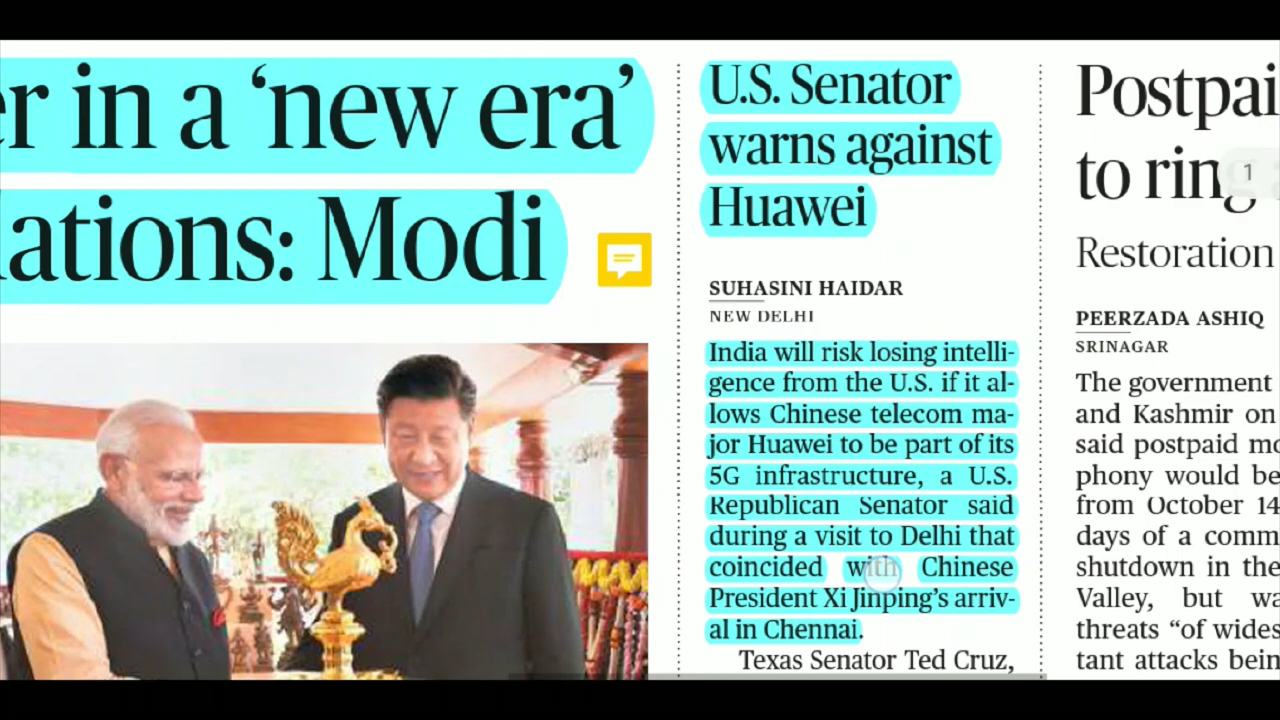 er in a ‘new era’
lations: Modi
U.S. Senator
warns against
Huawei
SUHASINI HAIDAR
NEW DELHI
India will risk losing intelli-
gence from the U.S. if it al-
lows Chinese telecom ma-
jor Huawei to be part of its
5G infrastructure, a U.S.
Republican Senator said
during a visit to Delhi that
coincided with Chinese
President Xi Jinping’s arriv-
al in Chennai.
Texas Senator Ted Cruz,
Postpai
to ring
1
Restoration
PEERZADA ASHIQ
SRINAGAR
The government
and Kashmir on
said postpaid mo
phony would be
from October 14
days of a comm
shutdown in the
Valley, but wa
threats “of wides
tant attacks bein